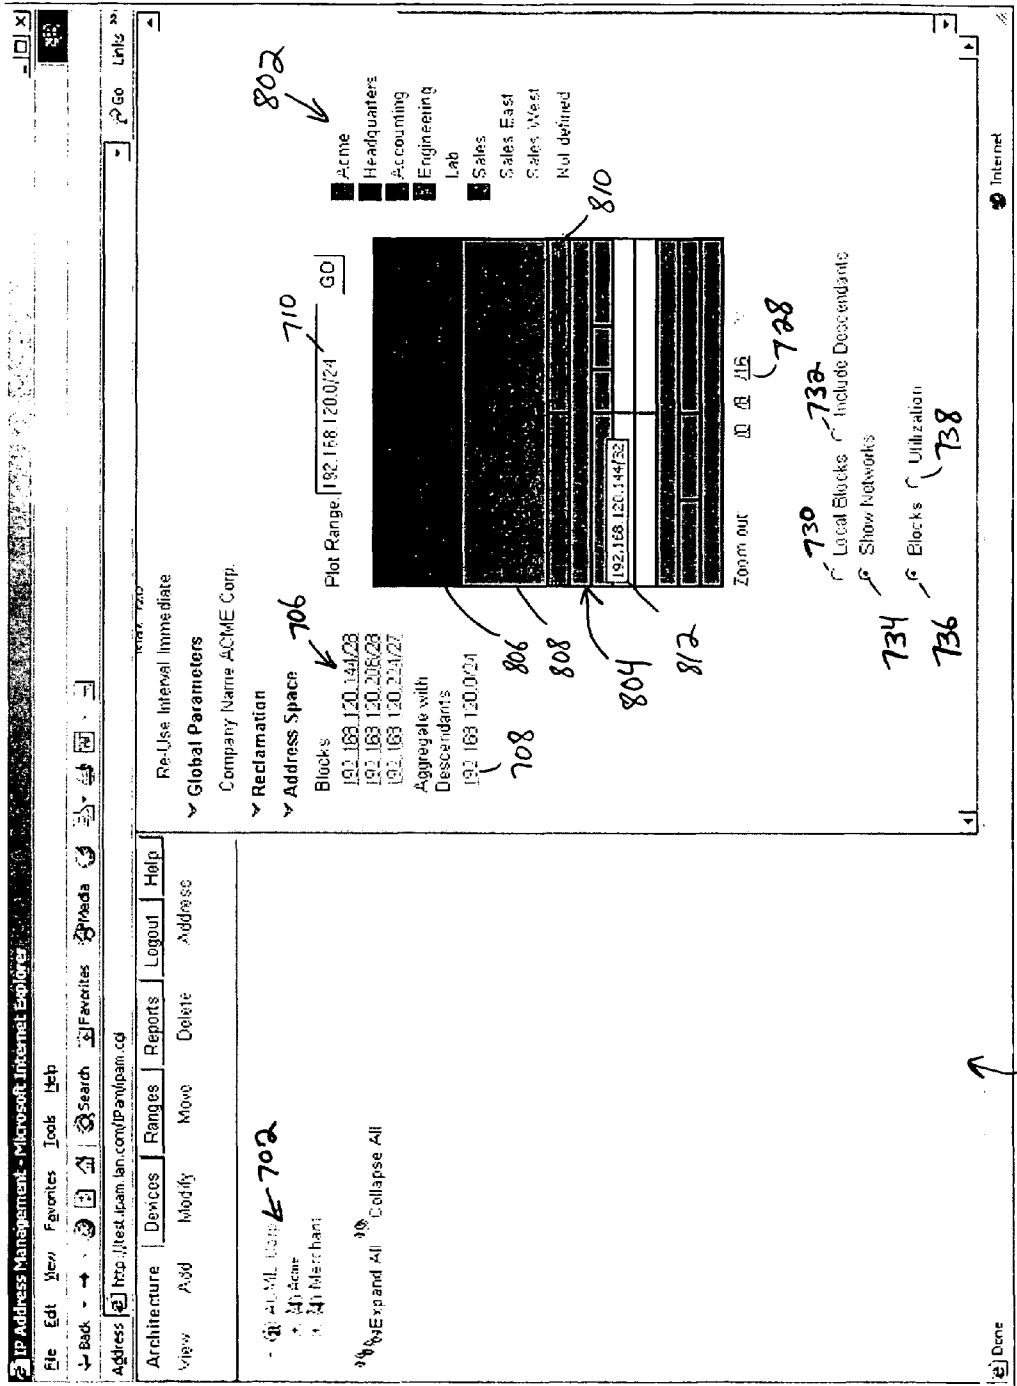 IP Address Management - Microsoft Internet Explorer
File Edit View Favorites Tools Help
Back Search Favorites Media
Address http://test.ipam.lan.com/IPam/ipam.cgi Go Links »
Architecture Devices Ranges Reports Logout Help
View Add Modify Move Delete Address
702
Acme
Merchant
Expand All Collapse All
Re-Use Interval Immediate
Global Parameters
Company Name ACME Corp.
Reclamation
Address Space 706
Blocks
192.168.120.144/28
192.168.120.208/28
192.168.120.224/27
Aggregate with
Descendants
192.168.120.0/24
708
Plot Range: 192.168.120.0/24 GO
710
802
Acme
Headquarters
Accounting
Engineering
Lab
Sales
Sales East
Sales West
Not defined
806
808
804
812
810
192.168.120.144/32
Zoom out /0 /8 /16
728
730 732
Local Blocks Include Descendants
734 Show Networks
736 Blocks Utilization
738
Done Internet